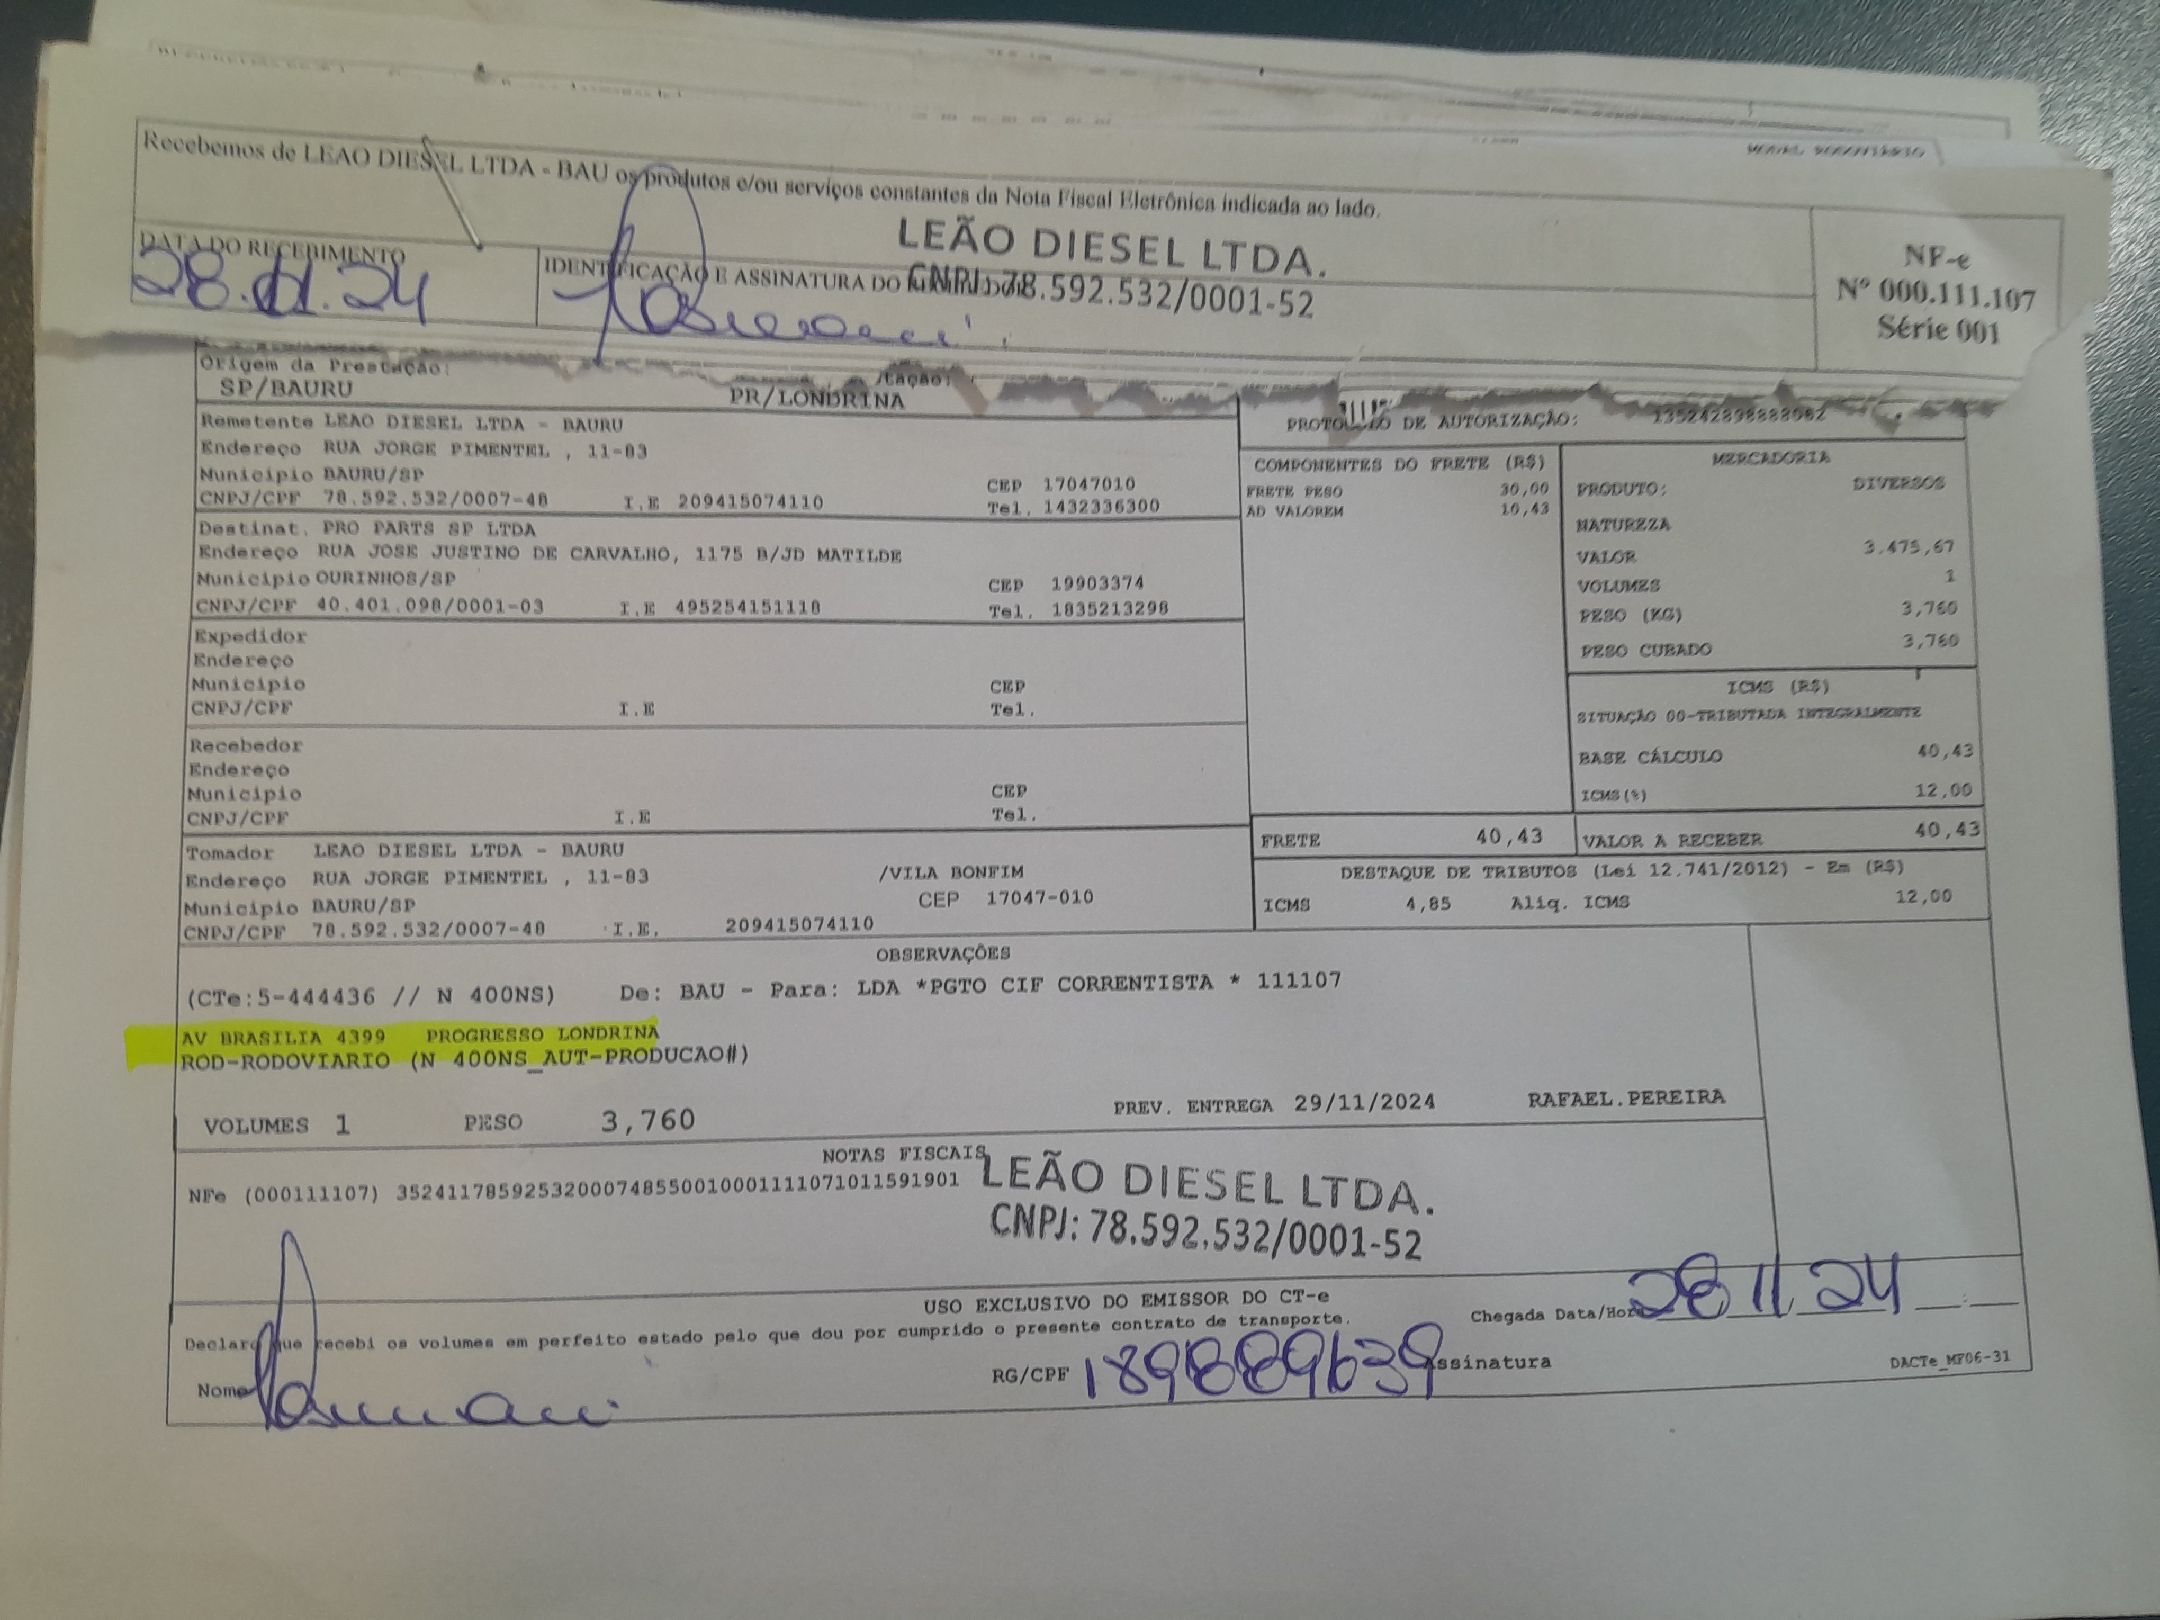 MODAL RODOVIÁRIO
Recebemos de LEAO DIESEL LTDA - BAU os produtos e/ou serviços constantes da Nota Fiscal Eletrônica indicada ao lado.
DATA DO RECEBIMENTO
28.11.24
IDENTIFICAÇÃO E ASSINATURA DO
LEÃO DIESEL LTDA.
CNPJ: 78.592.532/0001-52
NF-e
Nº 000.111.107
Série 001
Origem da Prestação:
SP/BAURU
tação:
PR/LONDRINA
PROTOCOLO DE AUTORIZAÇÃO: 135242898888982
Remetente LEAO DIESEL LTDA - BAURU
Endereço RUA JORGE PIMENTEL , 11-83
Município BAURU/SP CEP 17047010
CNPJ/CPF 78.592.532/0007-48 I.E 209415074110 Tel. 1432336300
Destinat. PRO PARTS SP LTDA
Endereço RUA JOSE JUSTINO DE CARVALHO, 1175 B/JD MATILDE
Município OURINHOS/SP CEP 19903374
CNPJ/CPF 40.401.098/0001-03 I.E 495254151118 Tel. 1835213298
Expedidor
Endereço
Município CEP
CNPJ/CPF I.E Tel.
Recebedor
Endereço
Município CEP
CNPJ/CPF I.E Tel.
Tomador LEAO DIESEL LTDA - BAURU
Endereço RUA JORGE PIMENTEL , 11-83 /VILA BONFIM
Município BAURU/SP CEP 17047-010
CNPJ/CPF 78.592.532/0007-48 I.E. 209415074110
COMPONENTES DO FRETE (R$)
FRETE PESO 30,00
AD VALOREM 10,43
MERCADORIA
PRODUTO: DIVERSOS
NATUREZA
VALOR 3.475,67
VOLUMES 1
PESO (KG) 3,760
PESO CUBADO 3,760
ICMS (R$)
SITUAÇÃO 00-TRIBUTADA INTEGRALMENTE
BASE CÁLCULO 40,43
ICMS(%) 12,00
FRETE 40,43 VALOR A RECEBER 40,43
DESTAQUE DE TRIBUTOS (Lei 12.741/2012) - Em (R$)
ICMS 4,85 Aliq. ICMS 12,00
OBSERVAÇÕES
(CTe:5-444436 // N 400NS) De: BAU - Para: LDA *PGTO CIF CORRENTISTA * 111107
AV BRASILIA 4399 PROGRESSO LONDRINA
ROD-RODOVIARIO (N 400NS_AUT-PRODUCAO#)
VOLUMES 1 PESO 3,760 PREV. ENTREGA 29/11/2024 RAFAEL.PEREIRA
NOTAS FISCAIS
NFe (000111107) 35241178592532000748550010001111071011591901
LEÃO DIESEL LTDA.
CNPJ: 78.592.532/0001-52
USO EXCLUSIVO DO EMISSOR DO CT-e
Chegada Data/Hora 28 11 24
Declaro que recebi os volumes em perfeito estado pelo que dou por cumprido o presente contrato de transporte.
Nome
RG/CPF
Assinatura
DACTe_MF06-31